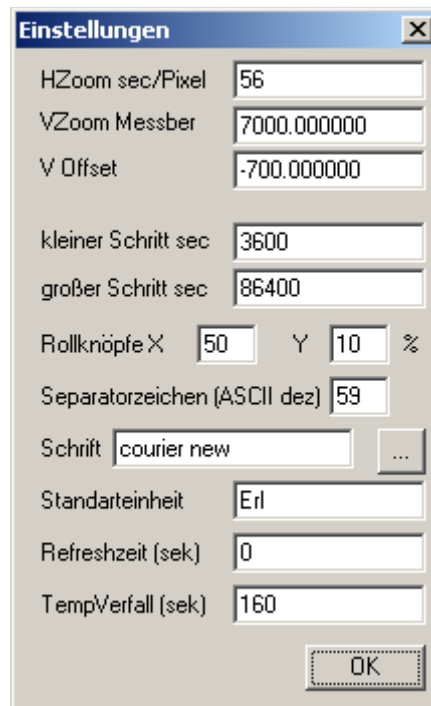 Einstellungen
HZoom sec/Pixel 56
VZoom Messber 7000.000000
V Offset -700.000000
kleiner Schritt sec 3600
großer Schritt sec 86400
Rollknöpfe X 50 Y 10 %
Separatorzeichen (ASCII dez) 59
Schrift courier new ...
Standarteinheit Erl
Refreshzeit (sek) 0
TempVerfall (sek) 160
OK